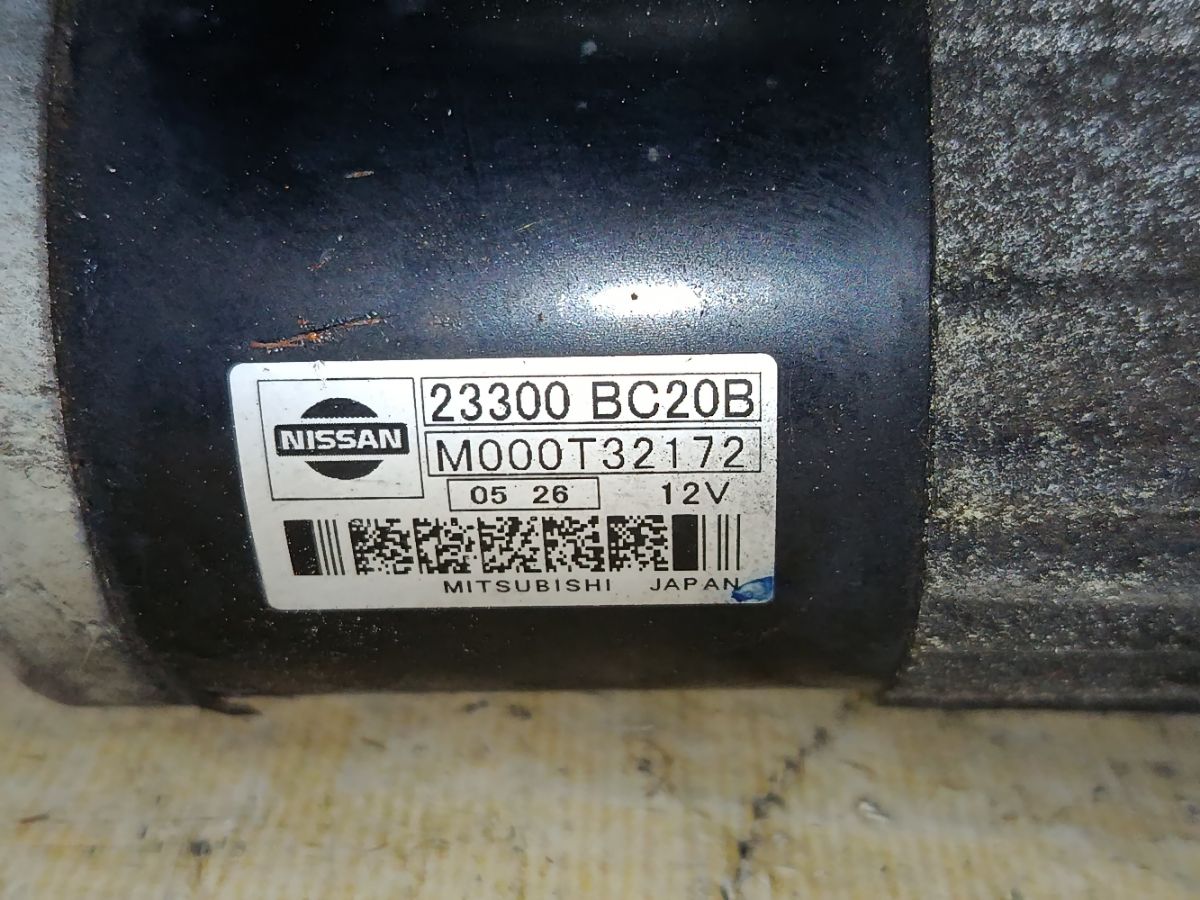 NISSAN
23300 BC20B
M000T32172
05 26 12V
MITSUBISHI JAPAN